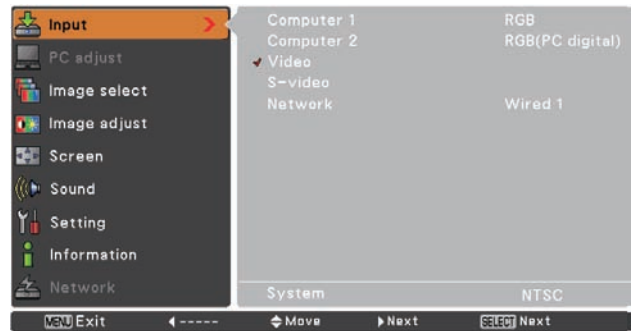 Input
PC adjust
Image select
Image adjust
Screen
Sound
Setting
Information
Network
Computer 1 RGB
Computer 2 RGB(PC digital)
Video
S-video
Network Wired 1
System NTSC
MENU Exit ----- Move Next SELECT Next